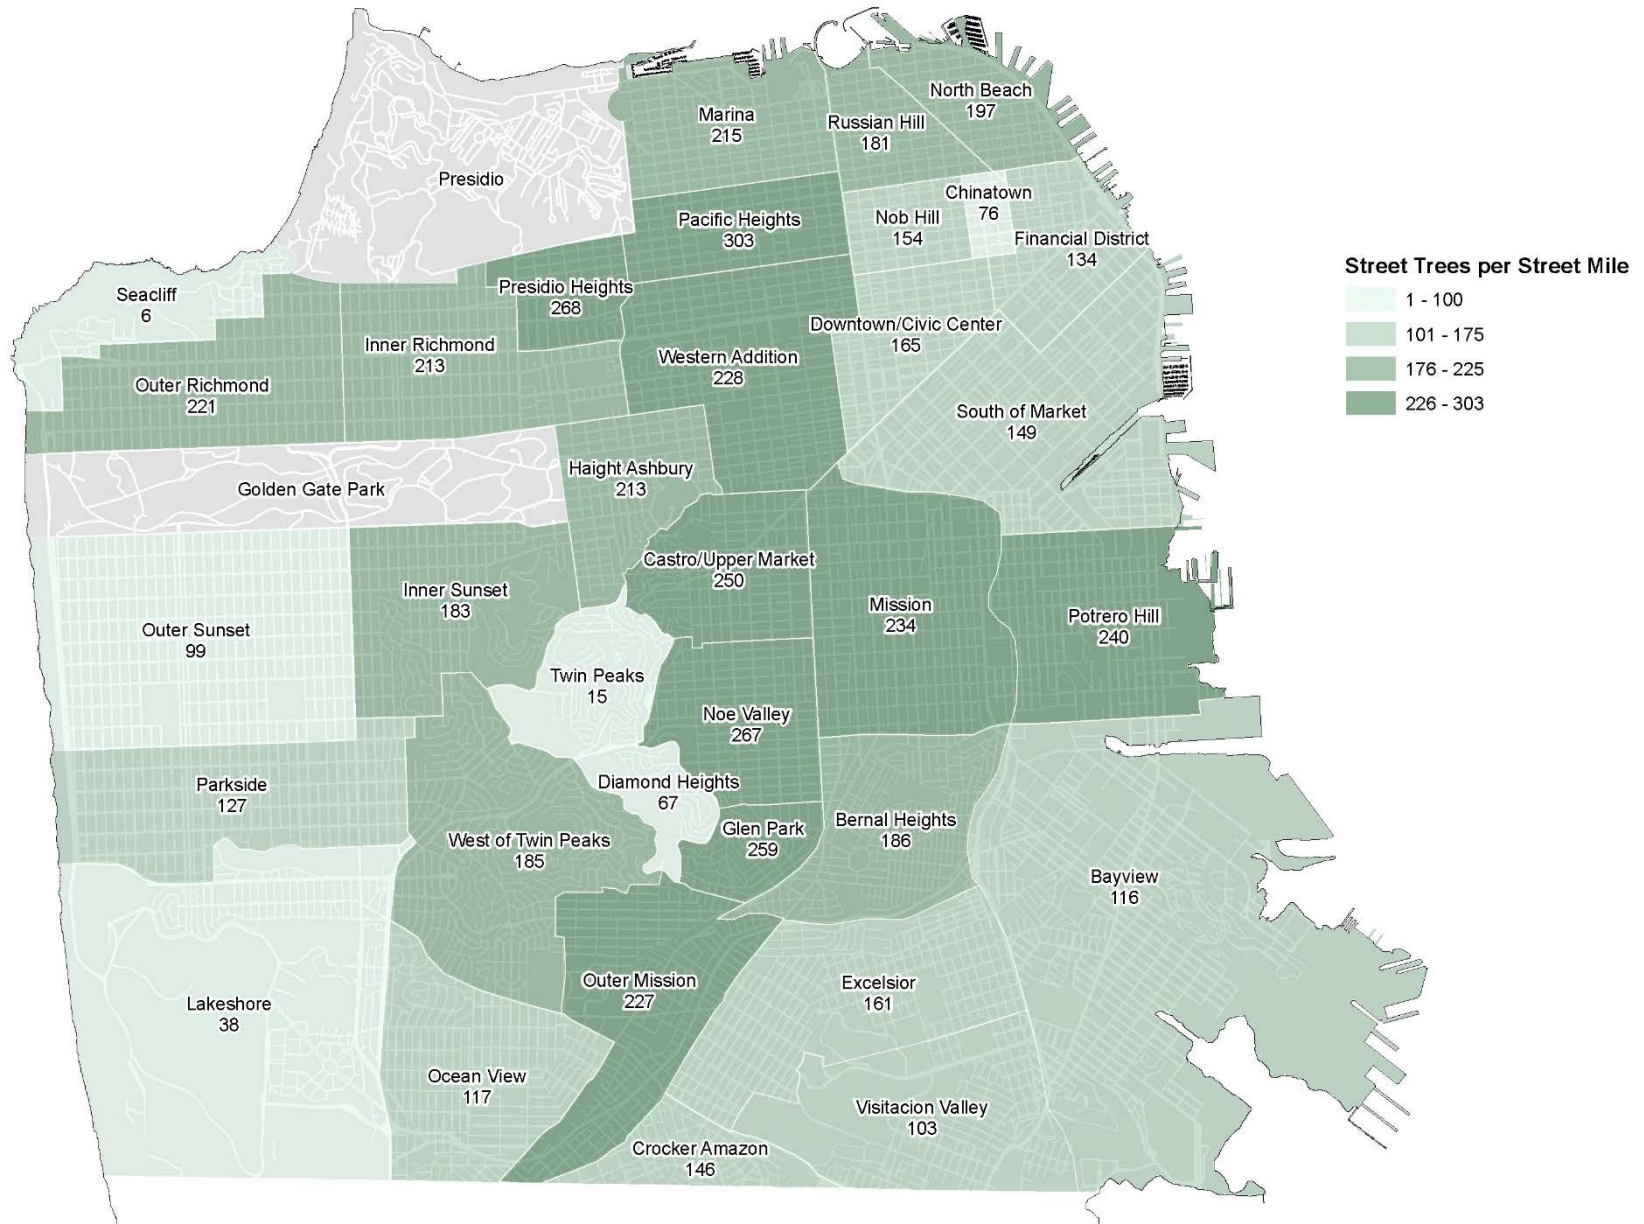 North Beach
197
Marina
215
Russian Hill
181
Presidio
Chinatown
76
Pacific Heights
303
Nob Hill
154
Financial District
134
Street Trees per Street Mile
1 - 100
101 - 175
176 - 225
226 - 303
Seacliff
6
Presidio Heights
268
Downtown/Civic Center
165
Inner Richmond
213
Western Addition
228
Outer Richmond
221
South of Market
149
Haight Ashbury
213
Golden Gate Park
Castro/Upper Market
250
Inner Sunset
183
Mission
234
Potrero Hill
240
Outer Sunset
99
Twin Peaks
15
Noe Valley
267
Diamond Heights
67
Parkside
127
Glen Park
259
Bernal Heights
186
West of Twin Peaks
185
Bayview
116
Outer Mission
227
Excelsior
161
Lakeshore
38
Ocean View
117
Visitacion Valley
103
Crocker Amazon
146